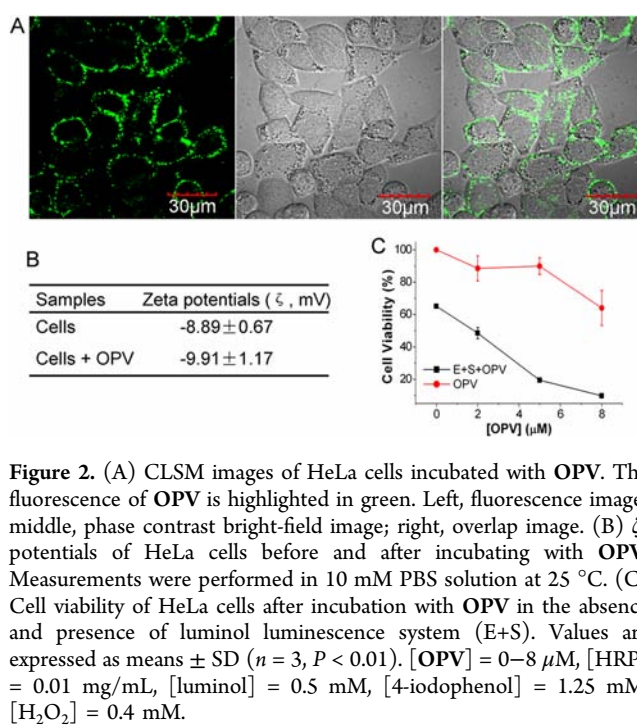 A
30μm
30μm
30μm
B
Samples Zeta potentials ( ζ , mV)
Cells -8.89±0.67
Cells + OPV -9.91±1.17
C
Cell Viability (%)
100
80
60
40
20
E+S+OPV
OPV
0 2 4 6 8
[OPV] (μM)
Figure 2. (A) CLSM images of HeLa cells incubated with OPV. Th
fluorescence of OPV is highlighted in green. Left, fluorescence image
middle, phase contrast bright-field image; right, overlap image. (B) ζ
potentials of HeLa cells before and after incubating with OPV
Measurements were performed in 10 mM PBS solution at 25 °C. (C
Cell viability of HeLa cells after incubation with OPV in the absenc
and presence of luminol luminescence system (E+S). Values ar
expressed as means ± SD (n = 3, P < 0.01). [OPV] = 0−8 μM, [HRP
= 0.01 mg/mL, [luminol] = 0.5 mM, [4-iodophenol] = 1.25 mM
[H₂O₂] = 0.4 mM.